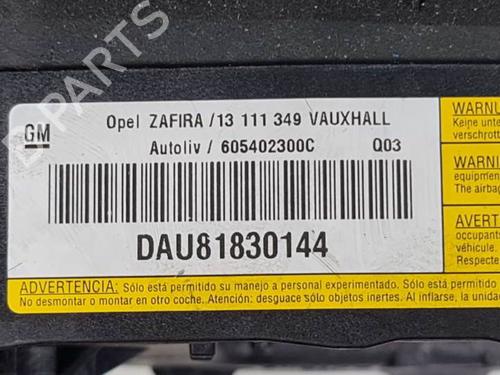 B-PARTS
GM
Opel ZAFIRA /13 111 349 VAUXHALL
Autoliv / 605402300C Q03
DAU81830144
WARNU
Keine unte
verschrott
WARNIN
equipmen
The airbag
AVERT
occupants
véhicule.
Respecte
ADVERTENCIA: Sólo está permitido su manejo a personal experimentado. Sólo está permitido
No desmontar o montar en otro coche. Atención: desguace sólo objetos inertes. Al inflarse, la unidad